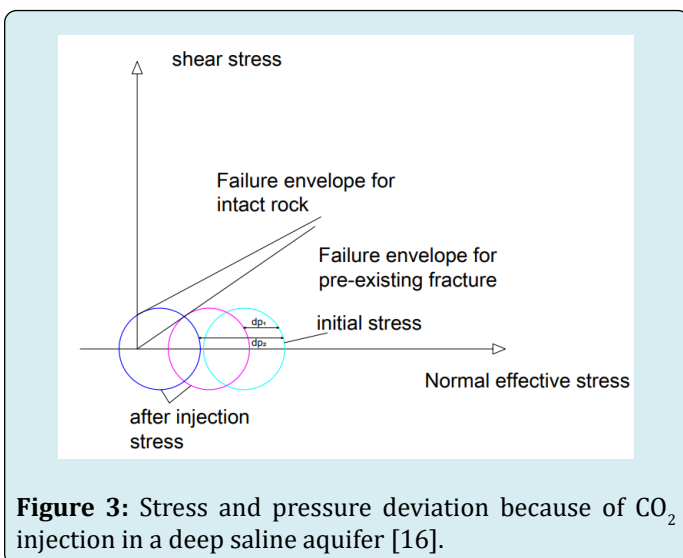 shear stress
Failure envelope for
intact rock
Failure envelope for
pre-existing fracture
dp₁
initial stress
dp₂
Normal effective stress
after injection
stress
Figure 3: Stress and pressure deviation because of CO₂
injection in a deep saline aquifer [16].